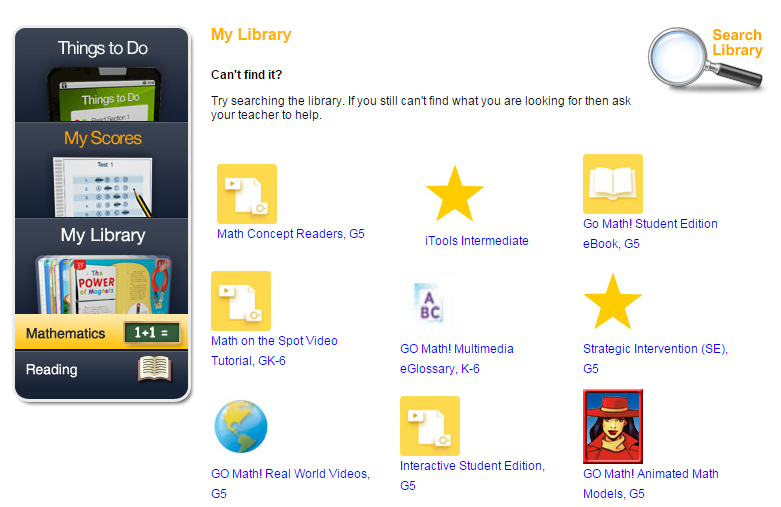 Things to Do
Things to Do
Read Section 1
My Scores
Test 1
My Library
The
POWER
of Magnets
Mathematics
1+1 =
Reading
My Library
Search
Library
Can't find it?
Try searching the library. If you still can't find what you are looking for then ask
your teacher to help.
Math Concept Readers, G5
iTools Intermediate
Go Math! Student Edition
eBook, G5
Math on the Spot Video
Tutorial, GK-6
A
BC
GO Math! Multimedia
eGlossary, K-6
Strategic Intervention (SE),
G5
GO Math! Real World Videos,
G5
Interactive Student Edition,
G5
GO Math! Animated Math
Models, G5